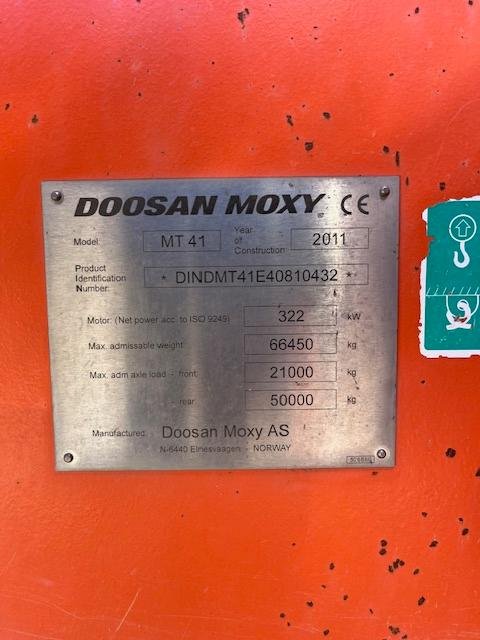 DOOSAN MOXY CE
Model: MT 41 Year of Construction 2011
Product Identification Number: * DINDMT41E40810432 *
Motor: (Net power acc. to ISO 9249) 322 kW
Max. admissable weight: 66450 kg
Max. adm axle load - front 21000 kg
- rear 50000 kg
Manufactured: Doosan Moxy AS
N-6440 Elnesvaagen - NORWAY